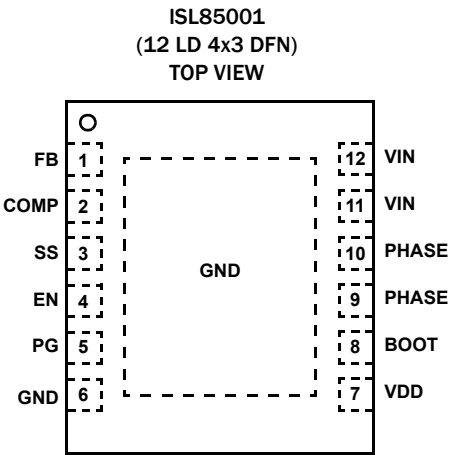 ISL85001
(12 LD 4x3 DFN)
TOP VIEW
FB 1 12 VIN
COMP 2 11 VIN
SS 3 10 PHASE
GND
EN 4 9 PHASE
PG 5 8 BOOT
GND 6 7 VDD